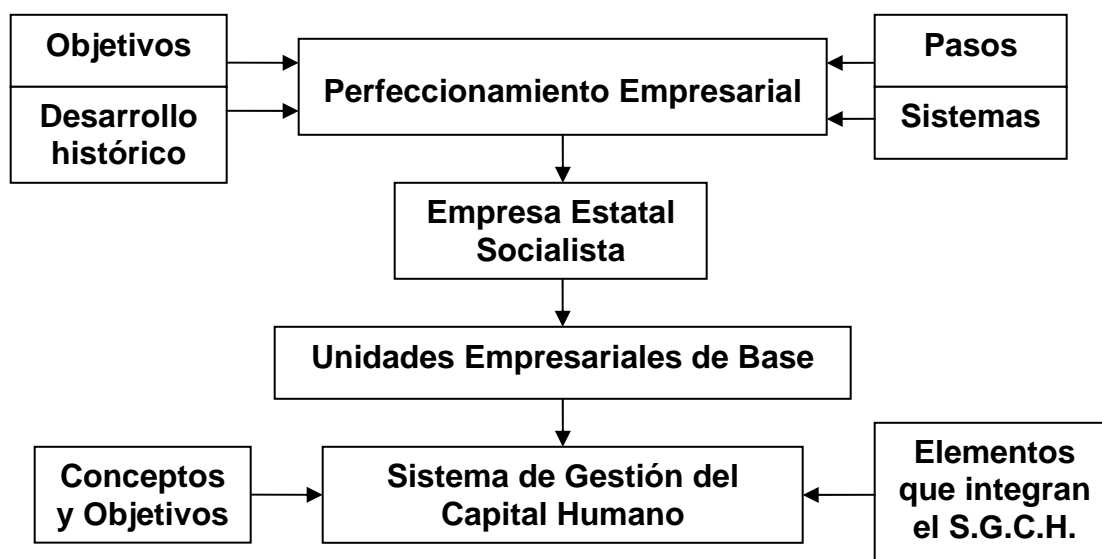 Objetivos
Desarrollo
histórico
Perfeccionamiento Empresarial
Pasos
Sistemas
Empresa Estatal
Socialista
Unidades Empresariales de Base
Conceptos
y Objetivos
Sistema de Gestión del
Capital Humano
Elementos
que integran
el S.G.C.H.